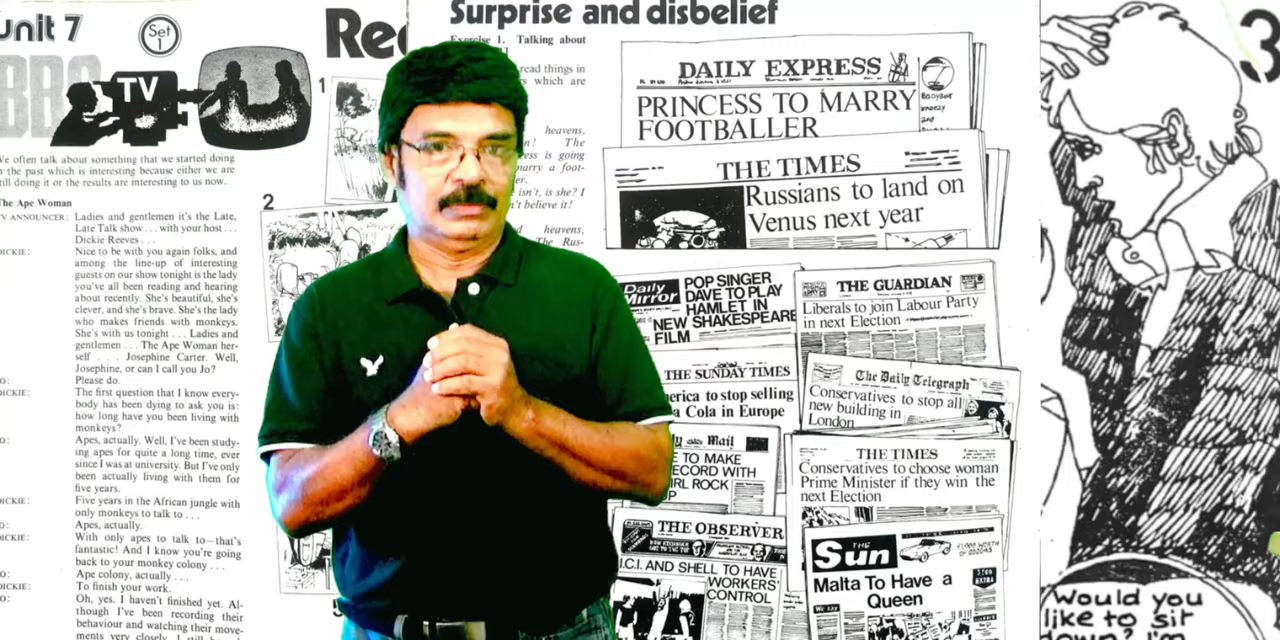 unit 7
Set
1
BBC
TV
We often talk about something that we started doing
in the past which is interesting because either we are
still doing it or the results are interesting to us now.
The Ape Woman
TV ANNOUNCER: Ladies and gentlemen it's the Late,
Late Talk show . . . with your host . . .
Dickie Reeves . . .
DICKIE: Nice to be with you again folks, and
among the line-up of interesting
guests on our show tonight is the lady
you've all been reading and hearing
about recently. She's beautiful, she's
clever, and she's brave. She's the lady
who makes friends with monkeys.
She's with us tonight . . . Ladies and
gentlemen . . . The Ape Woman her-
self . . . Josephine Carter. Well,
Josephine, or can I call you Jo?
O: Please do.
DICKIE: The first question that I know every-
body has been dying to ask you is:
how long have you been living with
monkeys?
O: Apes, actually. Well, I've been study-
ing apes for quite a long time, ever
since I was at university. But I've only
been actually living with them for
five years.
DICKIE: Five years in the African jungle with
only monkeys to talk to . . .
O: Apes, actually.
DICKIE: With only apes to talk to—that's
fantastic! And I know you're going
back to your monkey colony . . .
O: Ape colony, actually . . .
DICKIE: To finish your work.
O: Oh, yes. I haven't finished yet. Al-
though I've been recording their
behaviour and watching their move-
ments very closely, I still
Re
1
2
Surprise and disbelief
Exercise 1. Talking about
read things in
which are
heavens,
The
is going
marry a foot-
isn't, is she? I
believe it!
heavens,
The Rus-
DAILY EXPRESS
PRINCESS TO MARRY
FOOTBALLER
THE TIMES
Russians to land on
Venus next year
Daily
Mirror
POP SINGER
DAVE TO PLAY
HAMLET IN
NEW SHAKESPEARE
FILM
THE GUARDIAN
Liberals to join Labour Party
in next Election
THE SUNDAY TIMES
to stop selling
Cola in Europe
The Daily Telegraph
Conservatives to stop all
new building in
London
Mail
TO MAKE
RECORD WITH
ROCK
THE TIMES
Conservatives to choose woman
Prime Minister if they win the
next Election
THE OBSERVER
I.C.I. AND SHELL TO HAVE
WORKERS'
CONTROL
THE
Sun
Malta To Have a
Queen
3
Would you
like to sit
down?